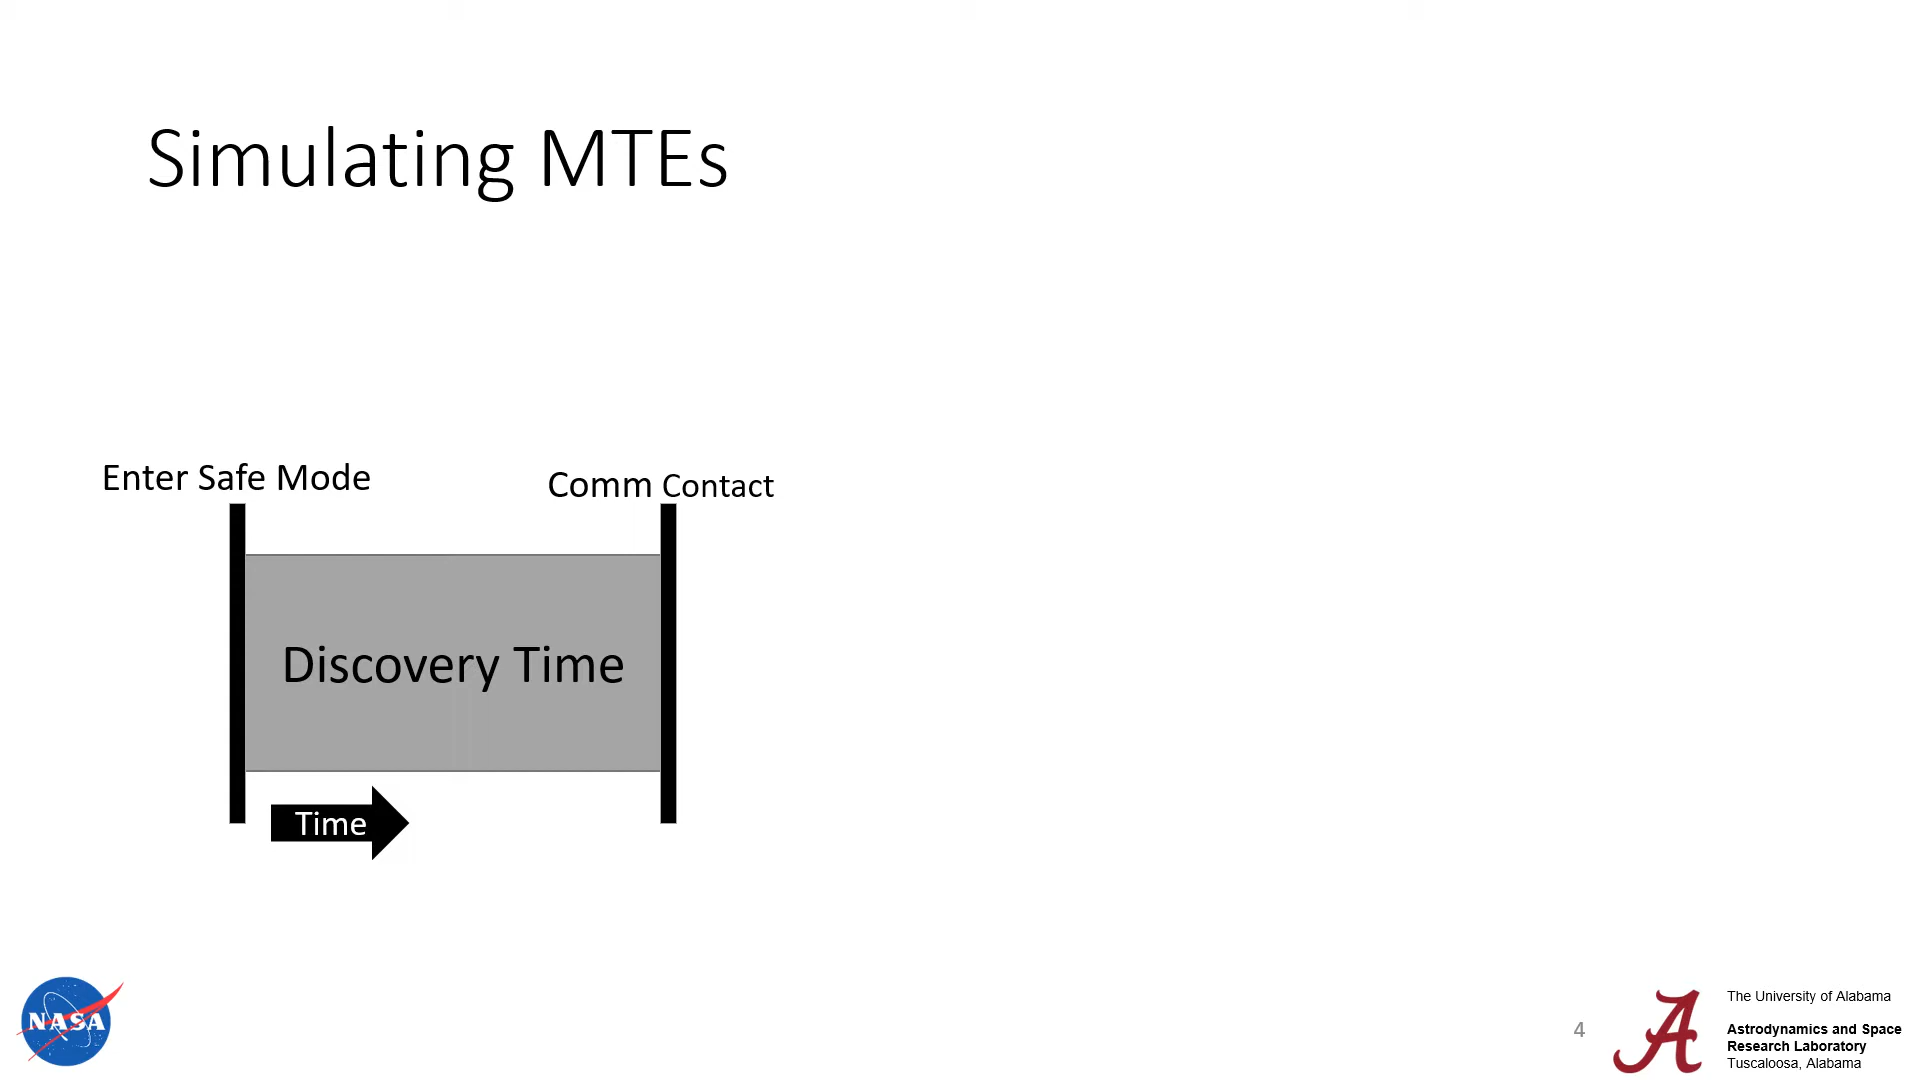 Simulating MTEs
Enter Safe Mode
Comm Contact
Discovery Time
Time
NASA
4
The University of Alabama
Astrodynamics and Space
Research Laboratory
Tuscaloosa, Alabama